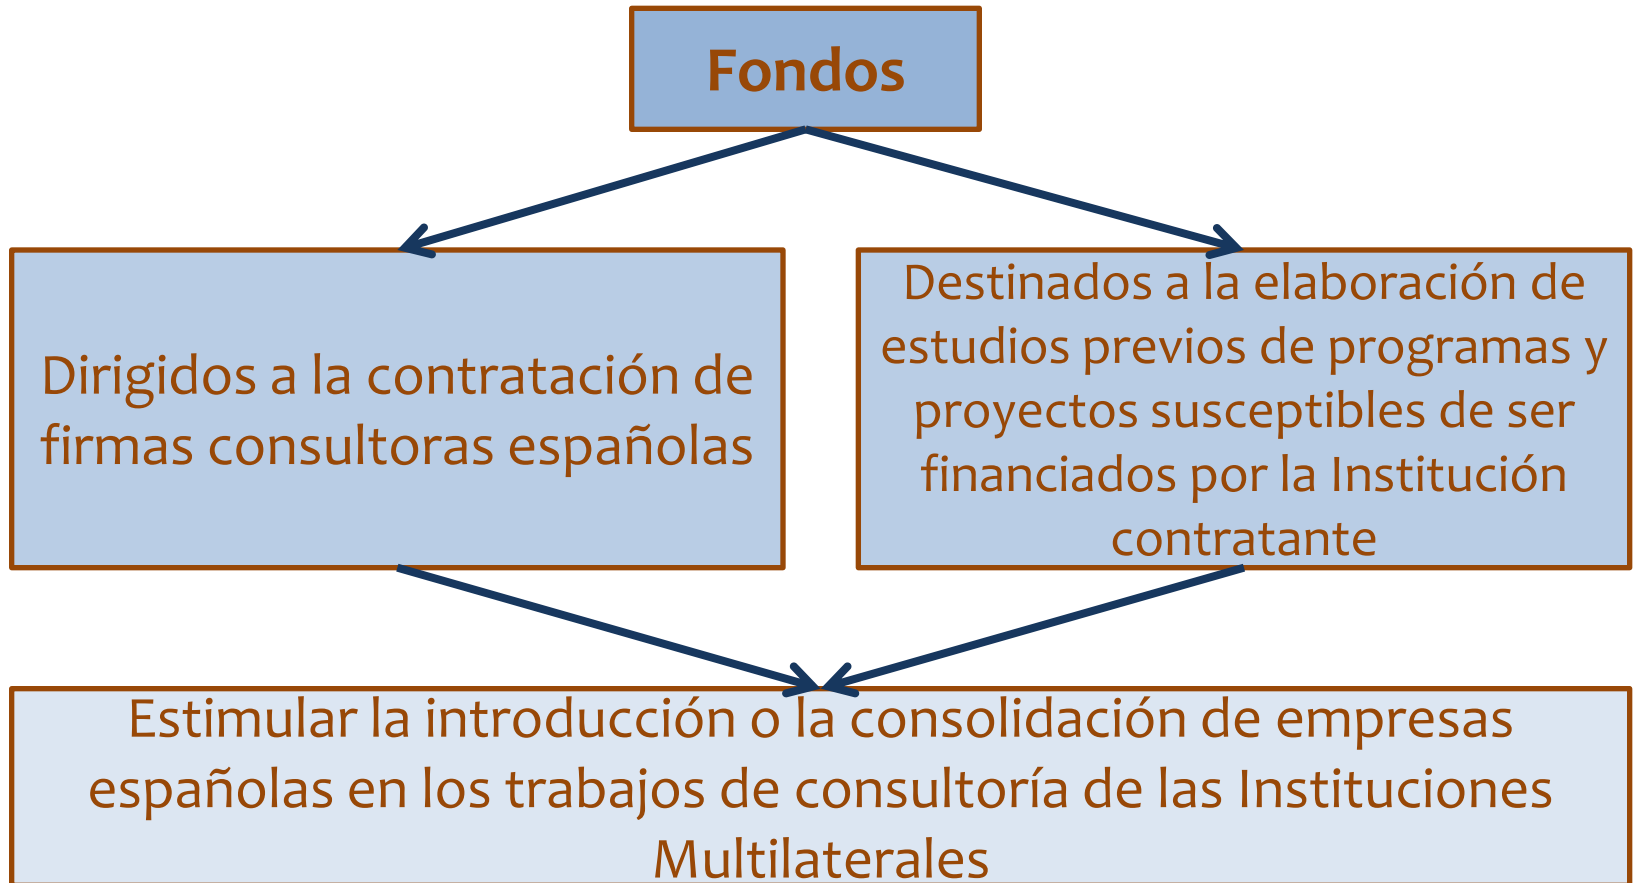 Fondos
Dirigidos a la contratación de
firmas consultoras españolas
Destinados a la elaboración de
estudios previos de programas y
proyectos susceptibles de ser
financiados por la Institución
contratante
Estimular la introducción o la consolidación de empresas
españolas en los trabajos de consultoría de las Instituciones
Multilaterales